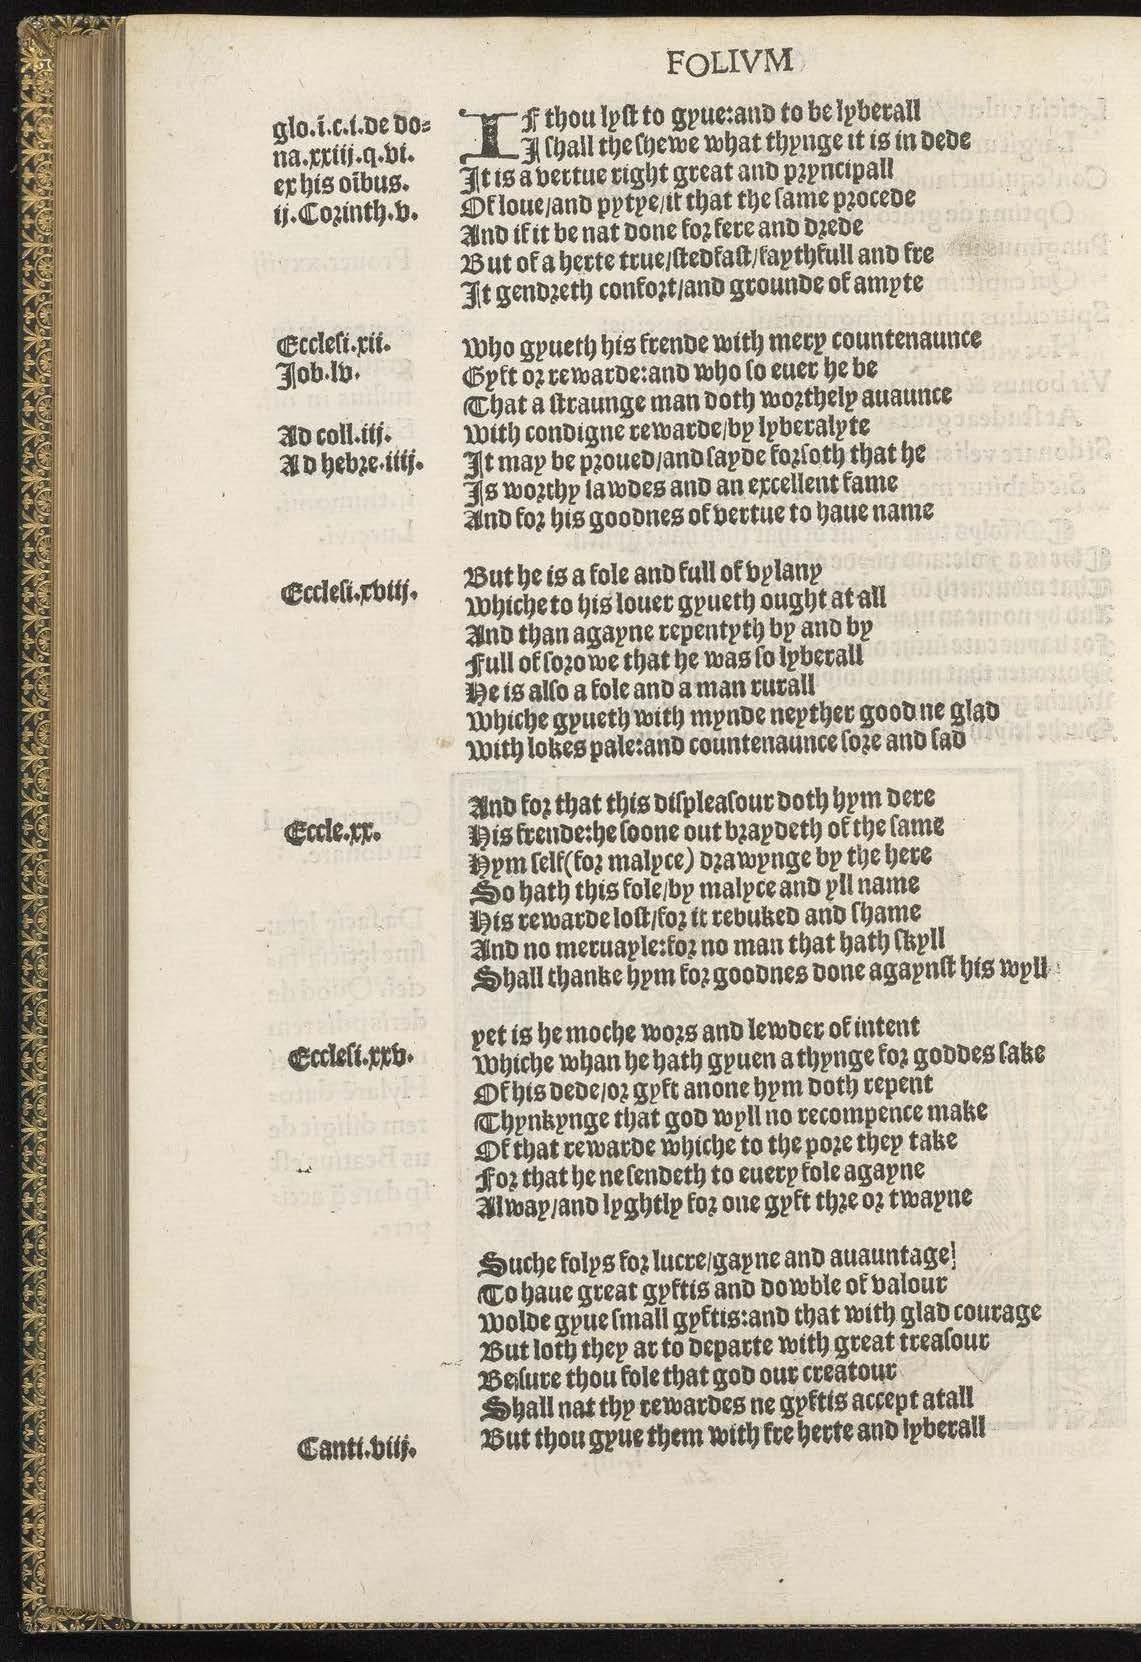 FOLIVM
glo.ī.c.i.de do=
na.xxiij.q.vi.
ex his oībus.
ij.Corinth.v.
IF thou lyst to gyue:and to be lyberall
I shall the shewe what thynge it is in dede
It is a vertue right great and pryncipall
Of loue/and pytye/it that the same procede
And if it be nat done for fere and drede
But of a herte true/stedfast/faythfull and fre
It gendreth confort/and grounde of amyte
Ecclesi.xii.
Job.lv.
Ad coll.iij.
Ad hebre.iiij.
Who gyueth his frende with mery countenaunce
Gyft or rewarde:and who so euer he be
That a straunge man doth worthely auaunce
With condigne rewarde/by lyberalyte
It may be proued/and sayde forsoth that he
Is worthy lawdes and an excellent fame
And for his goodnes of vertue to haue name
Ecclesi.xviij.
But he is a fole and full of vylany
Whiche to his louer gyueth ought at all
And than agayne repentyth by and by
Full of sorowe that he was so lyberall
He is also a fole and a man rurall
Whiche gyueth with mynde neyther good ne glad
With lokes pale:and countenaunce sore and sad
Eccle.xx.
And for that this displeasour doth hym dere
His frende:he soone out braydeth of the same
Hym self(for malyce) drawynge by the here
So hath this fole/by malyce and yll name
His rewarde lost/for it rebuked and shame
And no meruayle:for no man that hath skyll
Shall thanke hym for goodnes done agaynst his wyll
Ecclesi.xxv.
yet is he moche wors and lewder of intent
Whiche whan he hath gyuen a thynge for goddes sake
Of his dede/or gyft anone hym doth repent
Thynkynge that god wyll no recompence make
Of that rewarde whiche to the pore they take
For that he ne sendeth to euery fole agayne
Alway/and lyghtly for one gyft thre or twayne
Suche folys for lucre/gayne and auauntage
To haue great gyftis and dowble of valour
Wolde gyue small gyftis:and that with glad courage
But loth they ar to departe with great treasour
Be sure thou fole that god our creatour
Shall nat thy rewardes ne gyftis accept atall
Canti.viij.
But thou gyue them with fre herte and lyberall